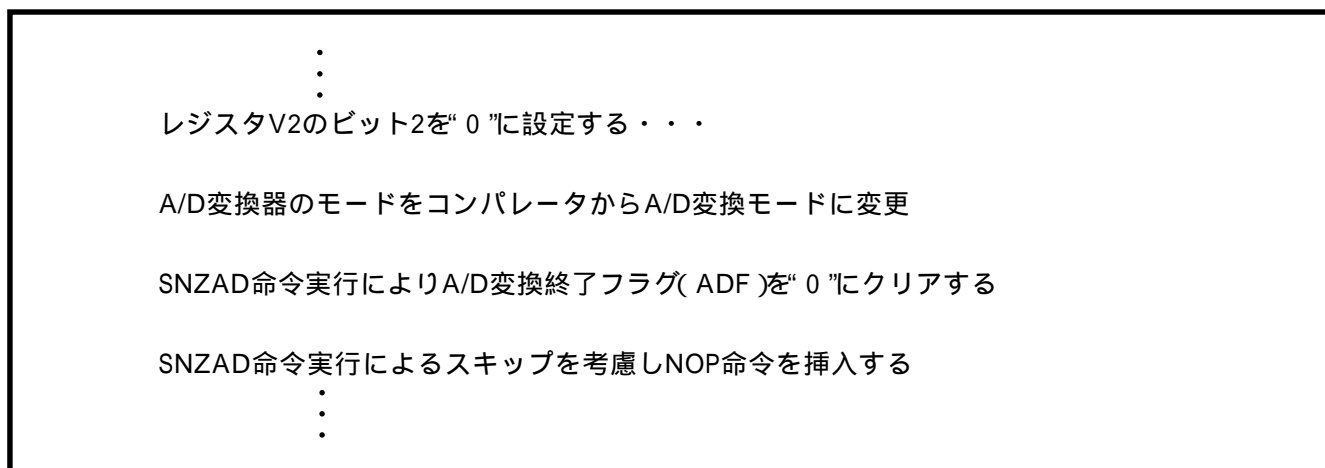 レジスタV2のビット2を“0”に設定する・・・
A/D変換器のモードをコンパレータからA/D変換モードに変更
SNZAD命令実行によりA/D変換終了フラグ(ADF)を“0”にクリアする
SNZAD命令実行によるスキップを考慮しNOP命令を挿入する